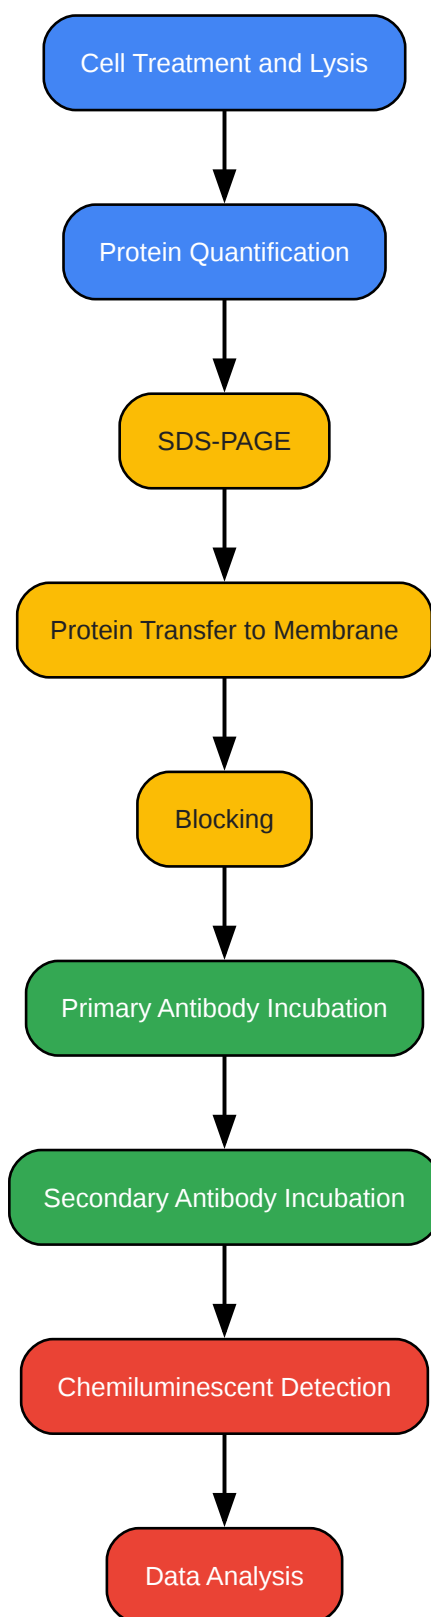 Cell Treatment and Lysis
Protein Quantification
SDS-PAGE
Protein Transfer to Membrane
Blocking
Primary Antibody Incubation
Secondary Antibody Incubation
Chemiluminescent Detection
Data Analysis